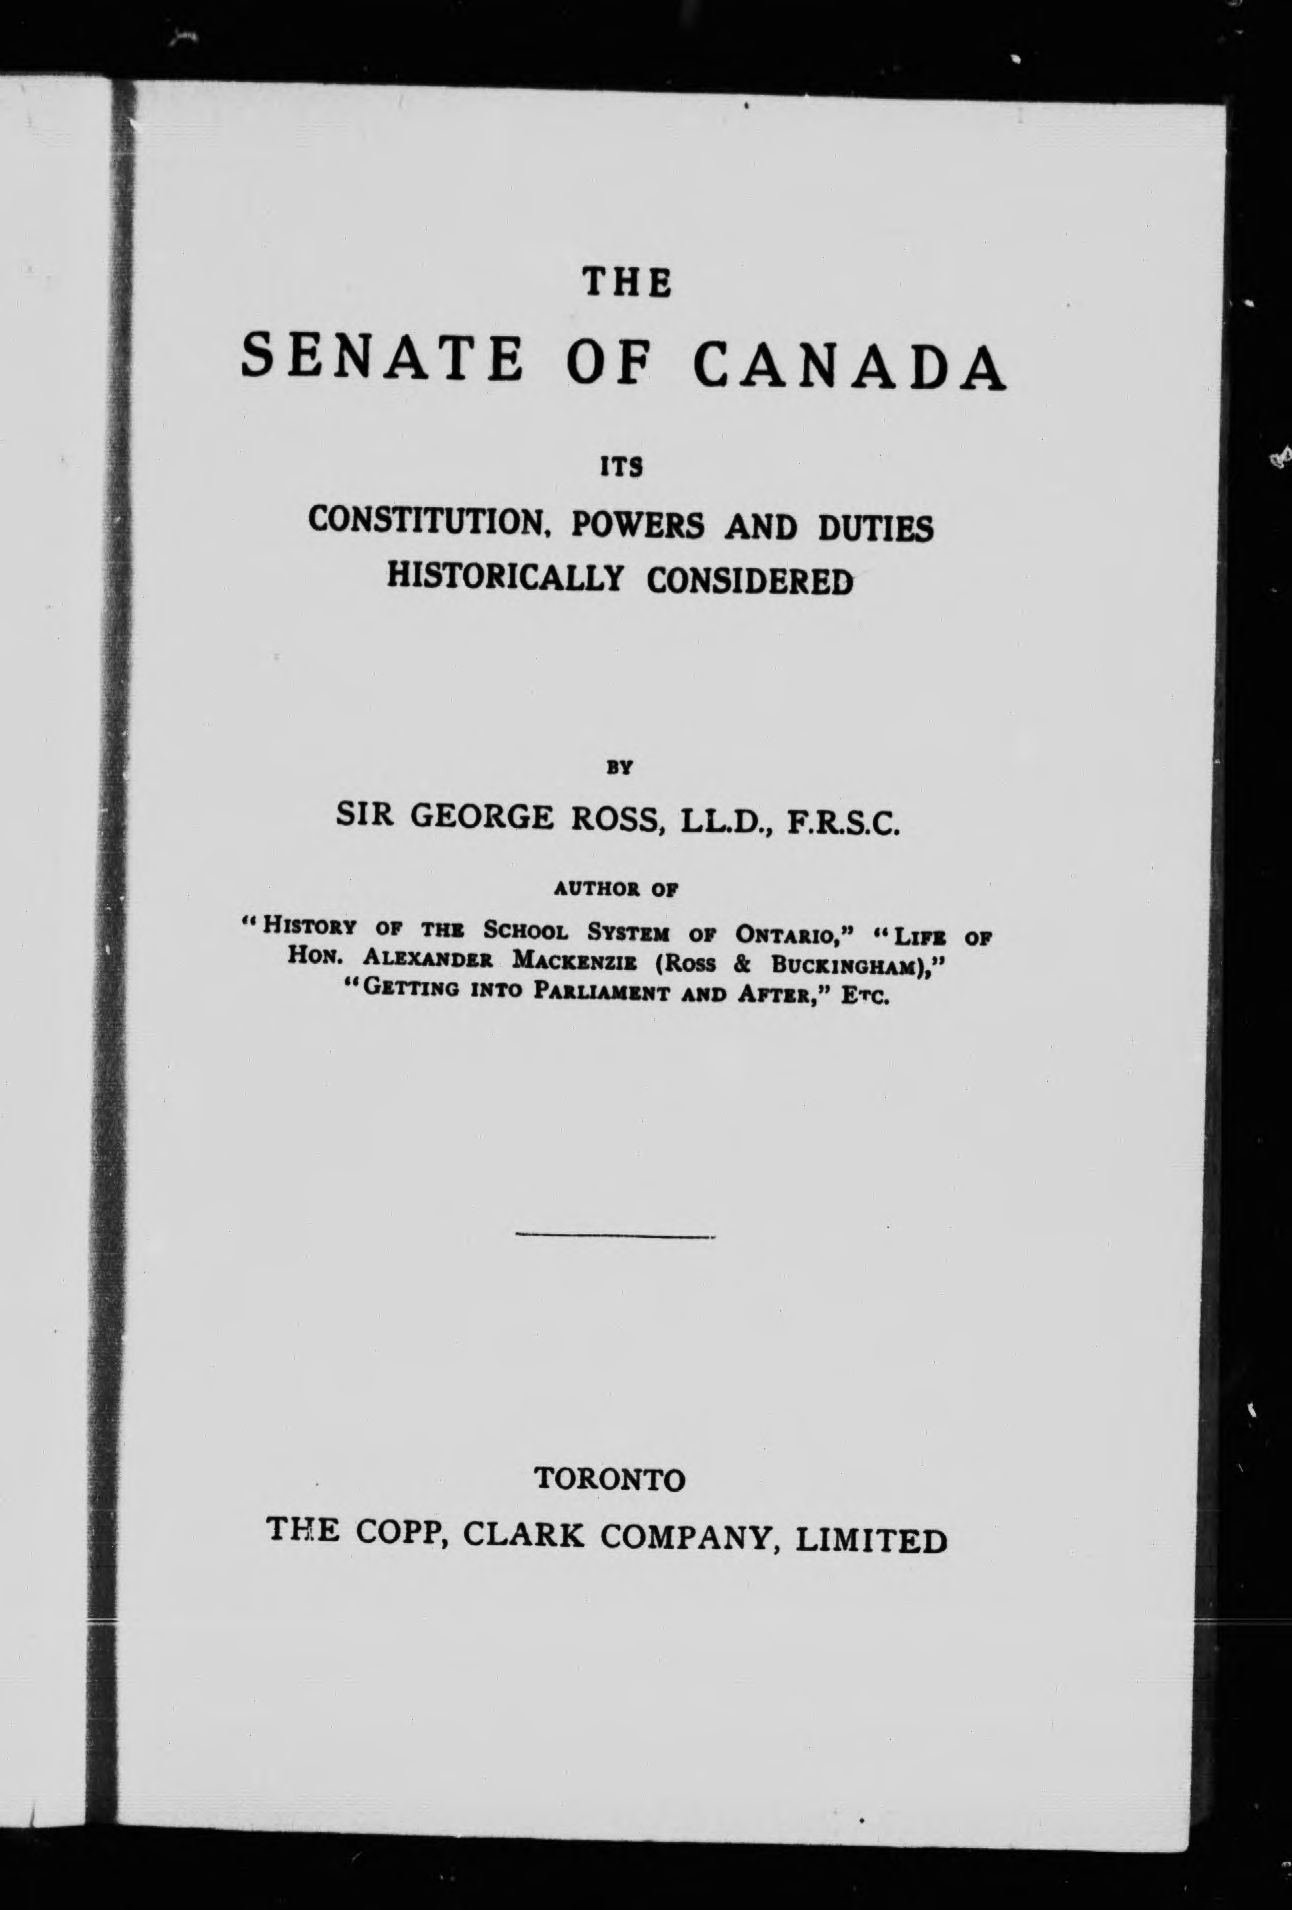 THE
SENATE OF CANADA
ITS
CONSTITUTION, POWERS AND DUTIES
HISTORICALLY CONSIDERED
BY
SIR GEORGE ROSS, LL.D., F.R.S.C.
AUTHOR OF
“HISTORY OF THE SCHOOL SYSTEM OF ONTARIO,” “LIFE OF
HON. ALEXANDER MACKENZIE (ROSS & BUCKINGHAM),”
“GETTING INTO PARLIAMENT AND AFTER,” ETC.
TORONTO
THE COPP, CLARK COMPANY, LIMITED